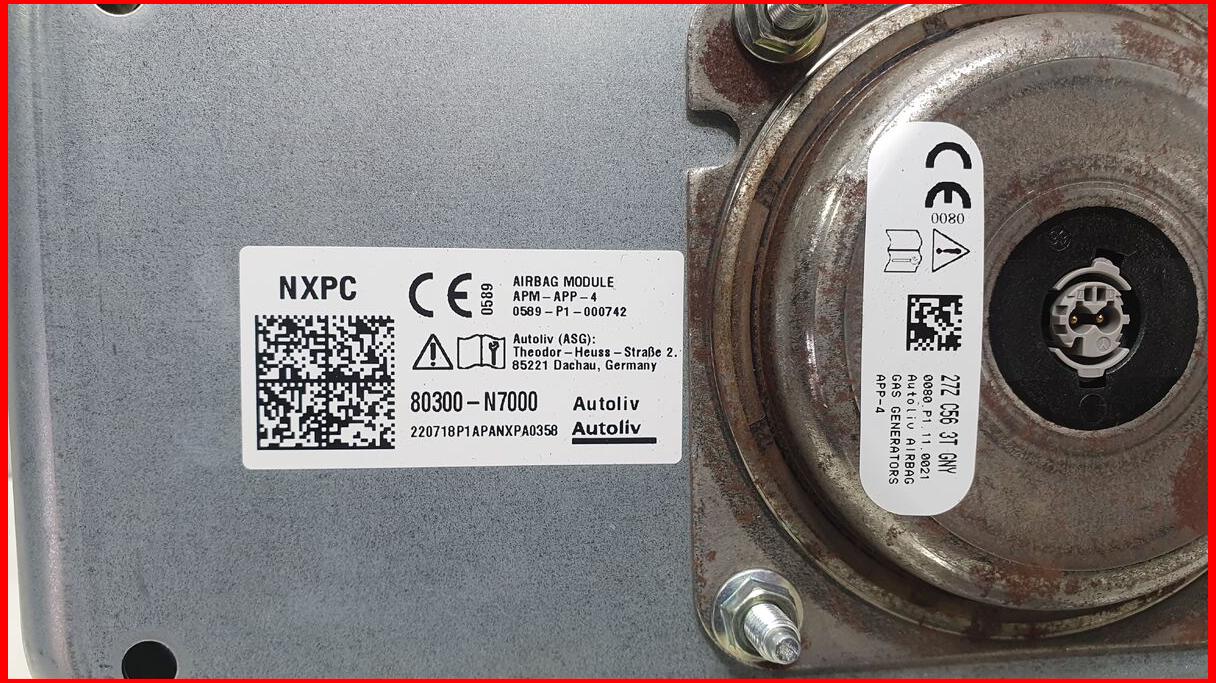 NXPC
CE 0589
AIRBAG MODULE
APM-APP-4
0589-P1-000742
Autoliv (ASG):
Theodor-Heuss-Straße 2.
85221 Dachau, Germany
80300-N7000
Autoliv
220718P1APANXPA0358
Autoliv
CE
0080
27Z C56 3T GNY
0080.P1.11.0021
Autoliv AIRBAG
GAS GENERATORS
APP-4